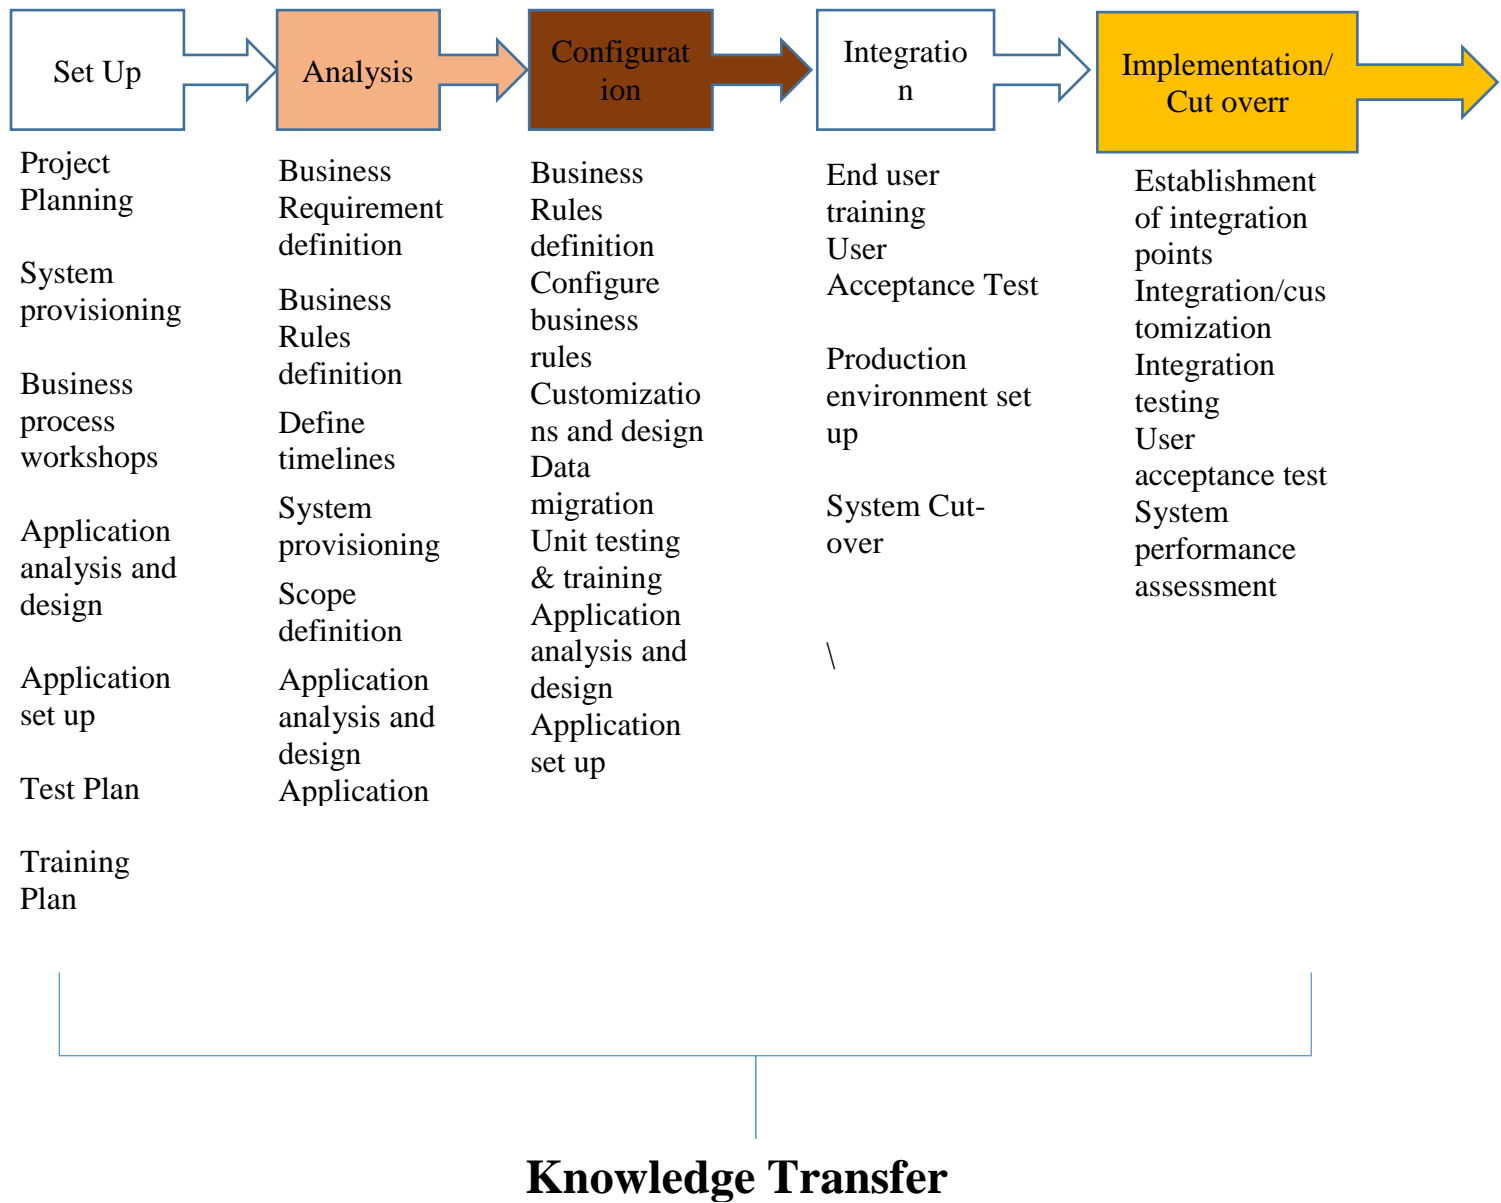 Set Up
Analysis
Configurat
ion
Integratio
n
Implementation/
Cut overr
Project
Planning
System
provisioning
Business
process
workshops
Application
analysis and
design
Application
set up
Test Plan
Training
Plan
Business
Requirement
definition
Business
Rules
definition
Define
timelines
System
provisioning
Scope
definition
Application
analysis and
design
Application
Business
Rules
definition
Configure
business
rules
Customizatio
ns and design
Data
migration
Unit testing
& training
Application
analysis and
design
Application
set up
End user
training
User
Acceptance Test
Production
environment set
up
System Cut-
over
\
Establishment
of integration
points
Integration/cus
tomization
Integration
testing
User
acceptance test
System
performance
assessment
Knowledge Transfer